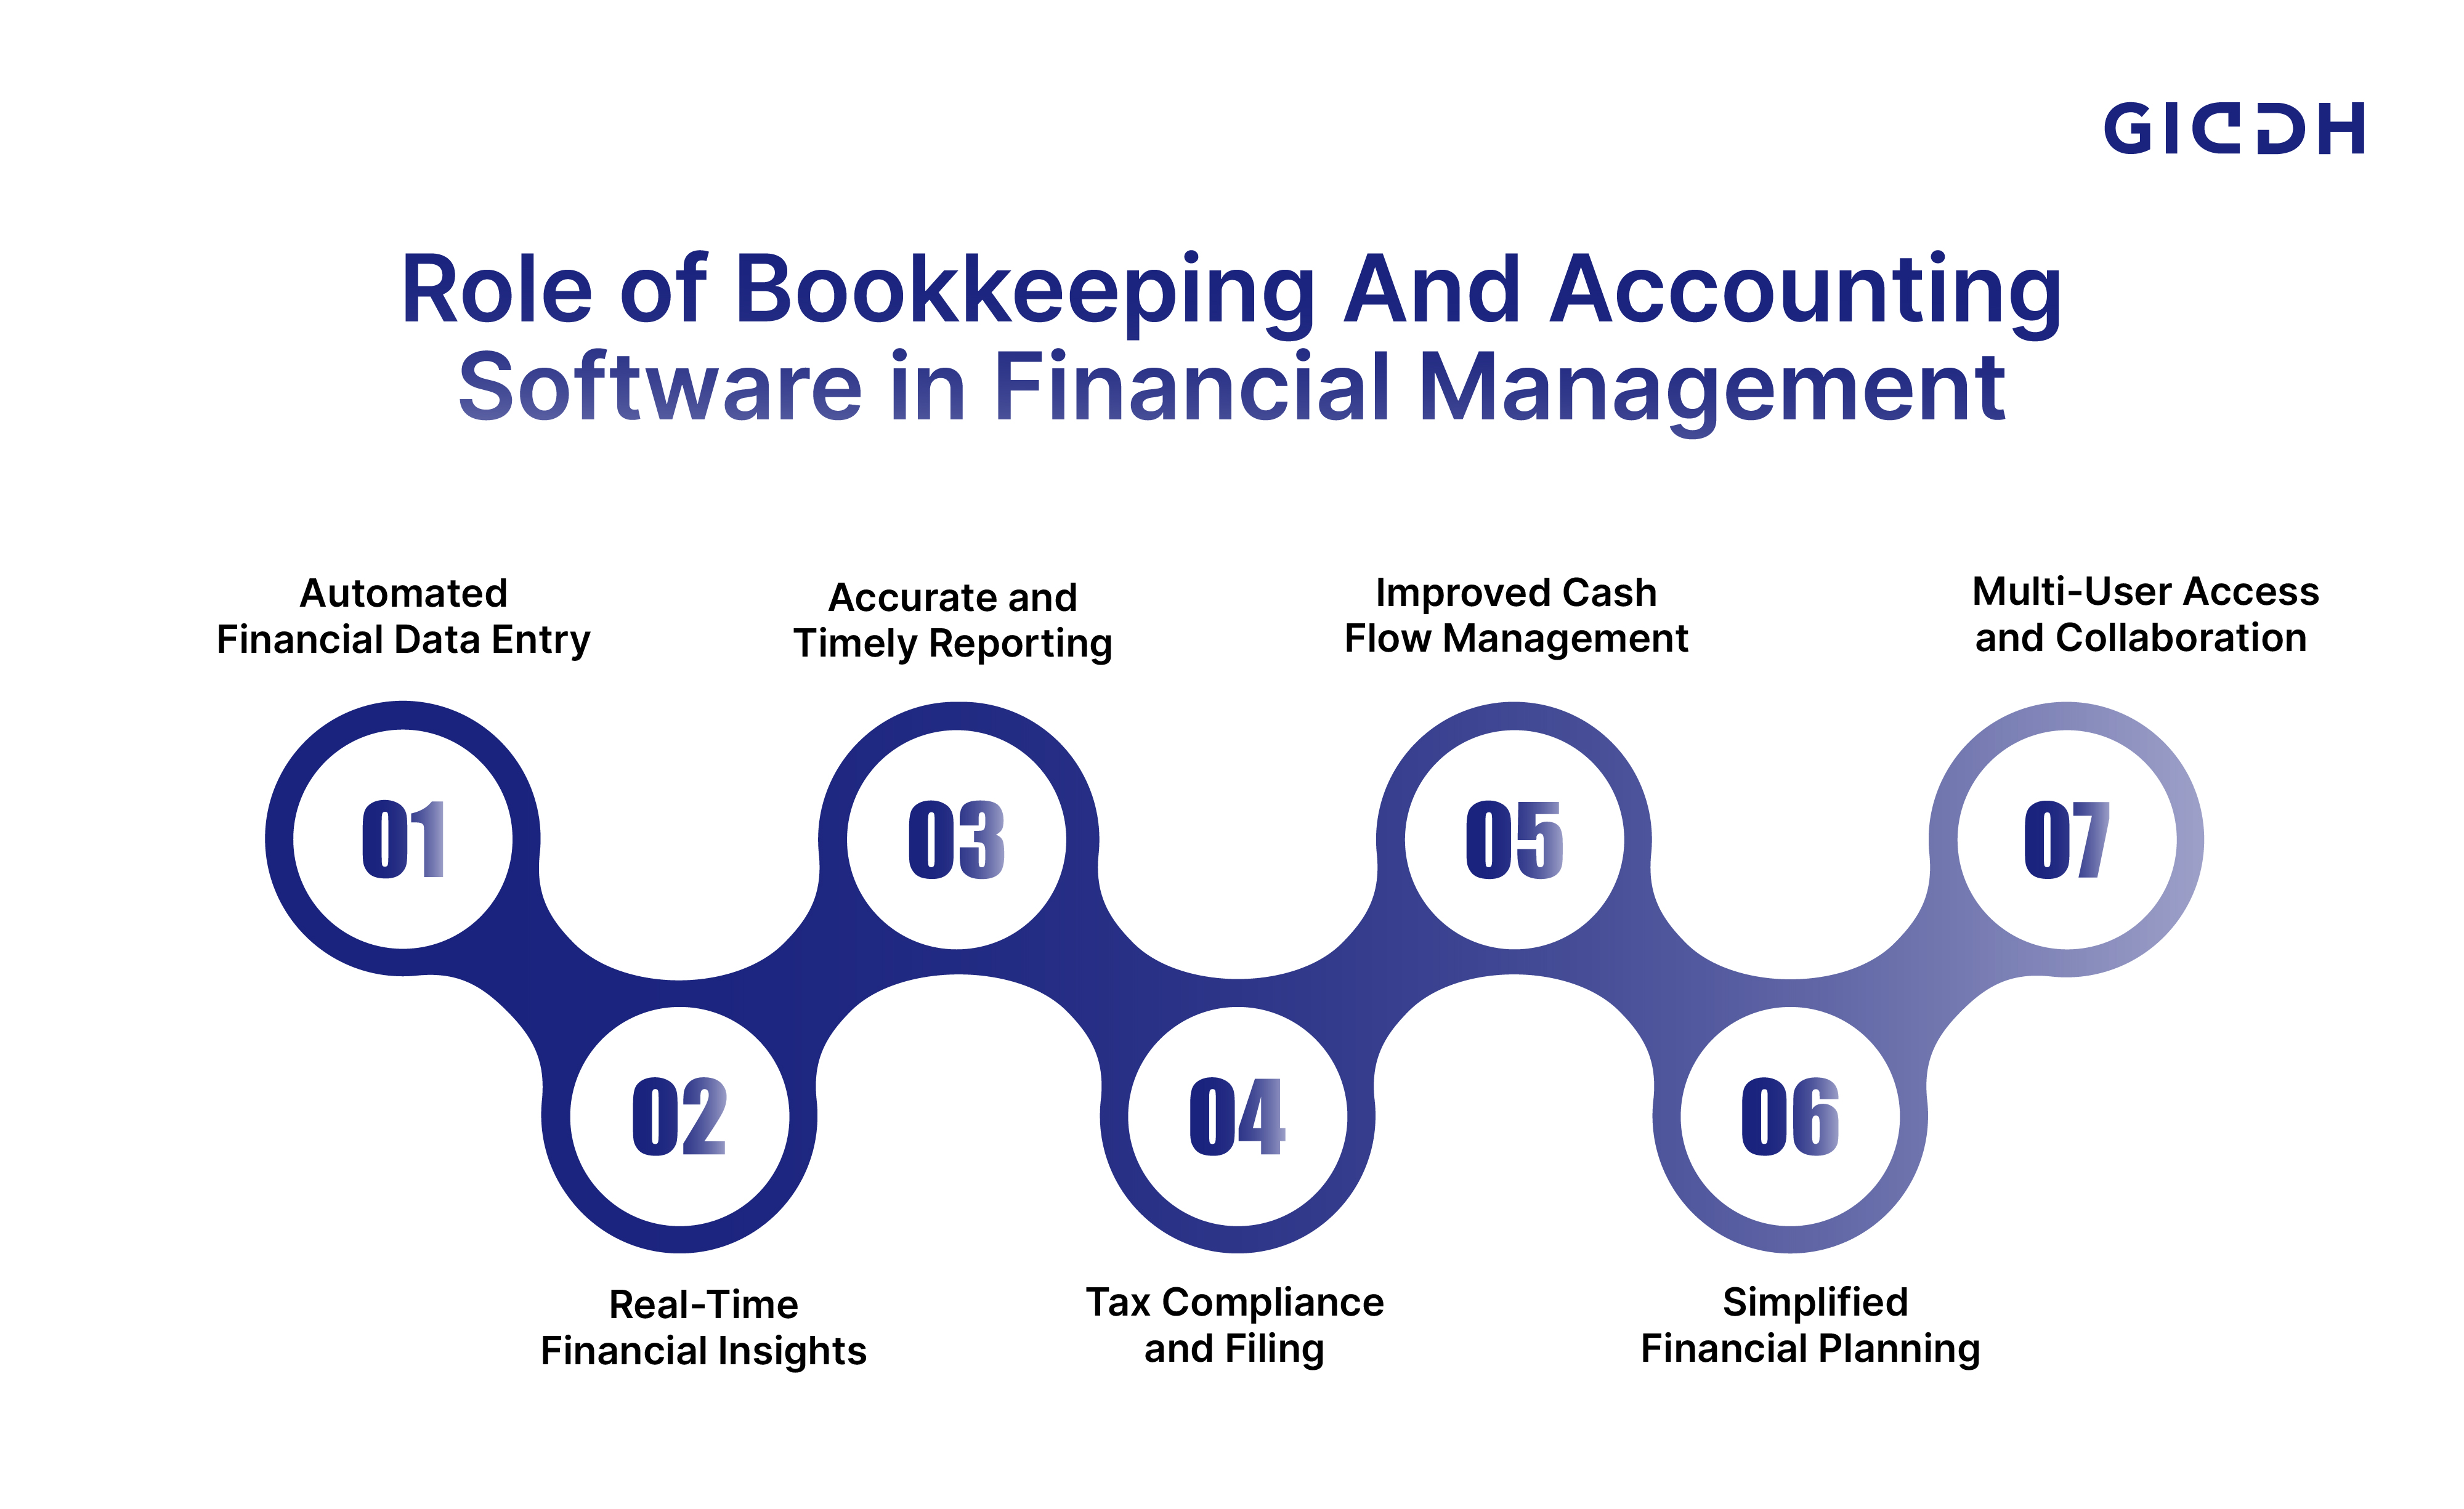 GICDH
Role of Bookkeeping And Accounting
Software in Financial Management
Automated
Financial Data Entry
01
Real-Time
Financial Insights
02
Accurate and
Timely Reporting
03
Tax Compliance
and Filing
04
Improved Cash
Flow Management
05
Simplified
Financial Planning
06
Multi-User Access
and Collaboration
07